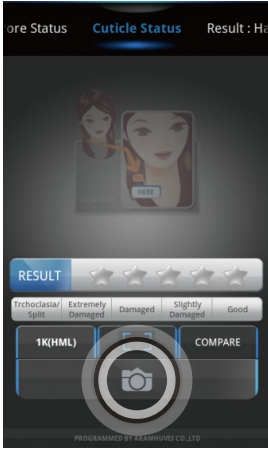 ore Status Cuticle Status Result : Ha
HERE
RESULT
Trchoclasia/ Split Extremely Damaged Damaged Slightly Damaged Good
1K(HML) COMPARE
PROGRAMMED BY ARAMHUVIS CO.,LTD